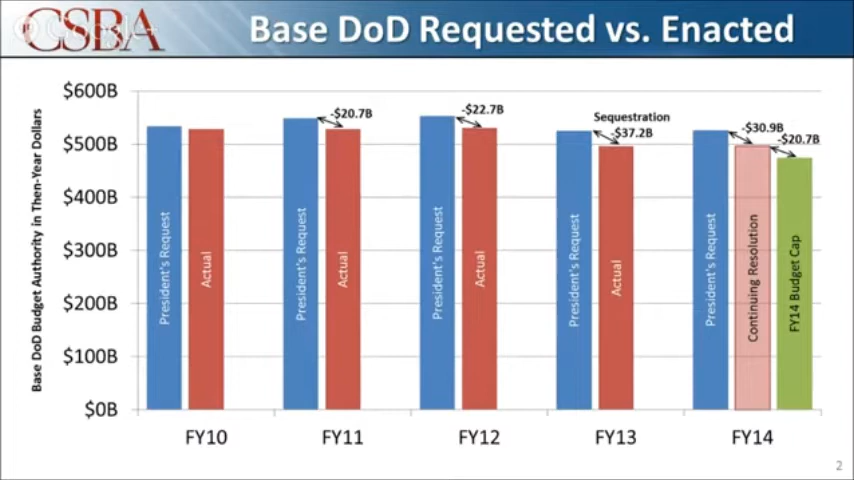 CSBA
Base DoD Requested vs. Enacted
Base DoD Budget Authority in Then-Year Dollars
$600B
$500B
$400B
$300B
$200B
$100B
$0B
President's Request
Actual
President's Request
Actual
-$20.7B
President's Request
Actual
-$22.7B
President's Request
Actual
Sequestration
-$37.2B
President's Request
Continuing Resolution
FY14 Budget Cap
-$30.9B
-$20.7B
FY10
FY11
FY12
FY13
FY14
2